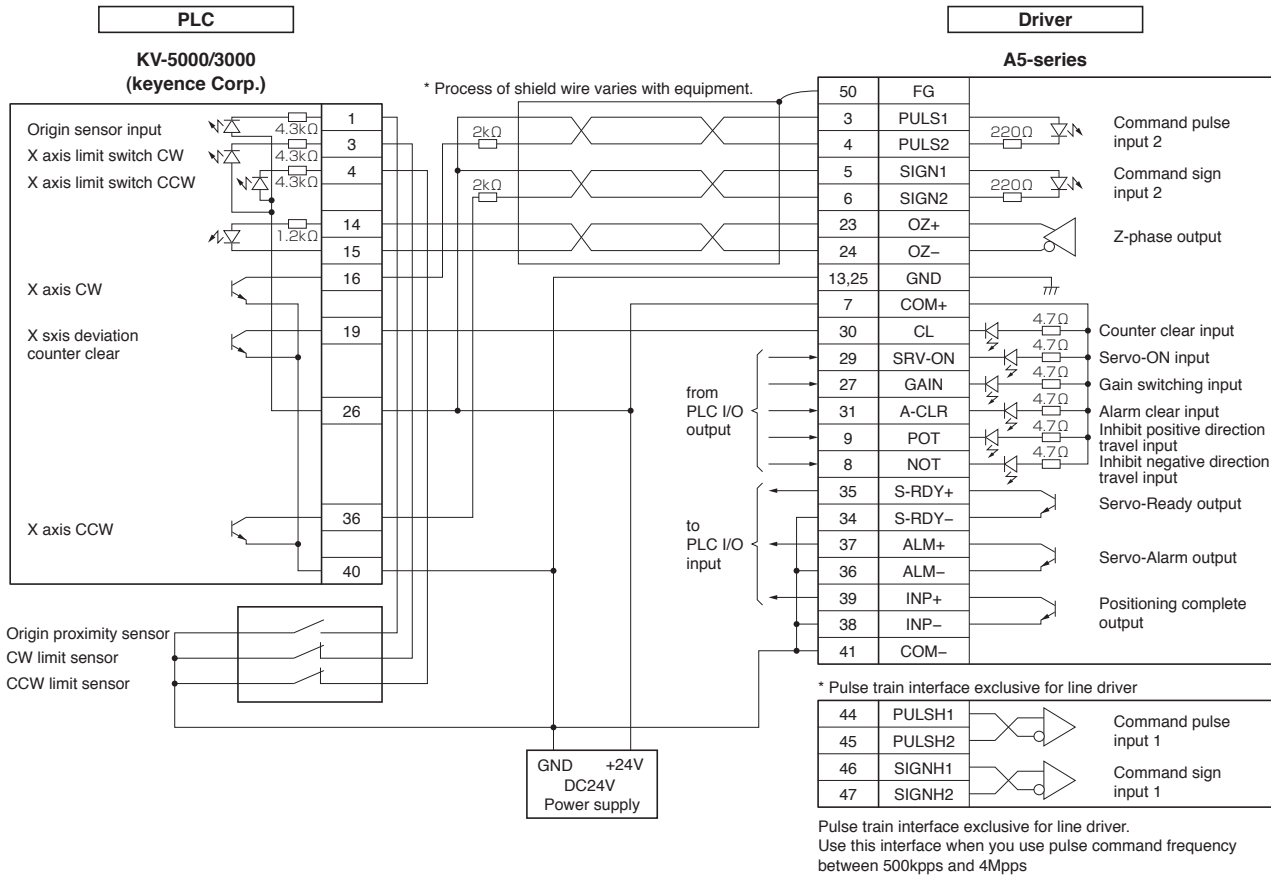 PLC
Driver
KV-5000/3000
(keyence Corp.)
A5-series
* Process of shield wire varies with equipment.
Origin sensor input
X axis limit switch CW
X axis limit switch CCW
X axis CW
X sxis deviation
counter clear
X axis CCW
4.3kΩ
4.3kΩ
4.3kΩ
1.2kΩ
1
3
4
14
15
16
19
26
36
40
2kΩ
2kΩ
Origin proximity sensor
CW limit sensor
CCW limit sensor
GND +24V
DC24V
Power supply
from
PLC I/O
output
to
PLC I/O
input
50 FG
3 PULS1
4 PULS2
5 SIGN1
6 SIGN2
23 OZ+
24 OZ−
13,25 GND
7 COM+
30 CL
29 SRV-ON
27 GAIN
31 A-CLR
9 POT
8 NOT
35 S-RDY+
34 S-RDY−
37 ALM+
36 ALM−
39 INP+
38 INP−
41 COM−
220Ω
220Ω
4.7Ω
4.7Ω
4.7Ω
4.7Ω
4.7Ω
4.7Ω
Command pulse
input 2
Command sign
input 2
Z-phase output
Counter clear input
Servo-ON input
Gain switching input
Alarm clear input
Inhibit positive direction
travel input
Inhibit negative direction
travel input
Servo-Ready output
Servo-Alarm output
Positioning complete
output
* Pulse train interface exclusive for line driver
44 PULSH1
45 PULSH2
46 SIGNH1
47 SIGNH2
Command pulse
input 1
Command sign
input 1
Pulse train interface exclusive for line driver.
Use this interface when you use pulse command frequency
between 500kpps and 4Mpps